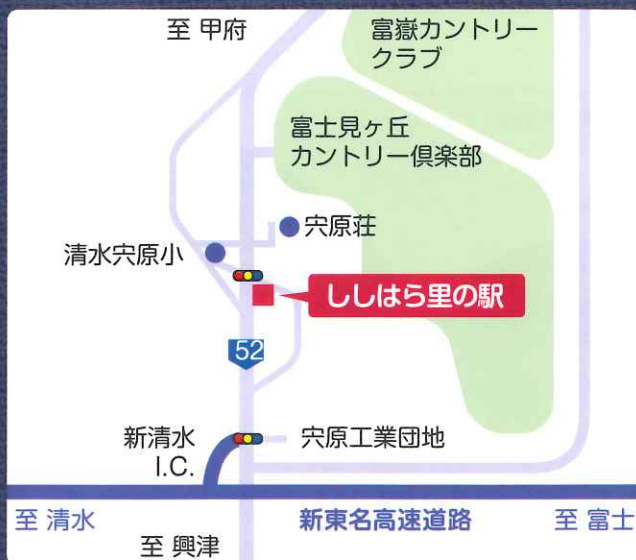 至 甲府
富嶽カントリー
クラブ
富士見ヶ丘
カントリー倶楽部
宍原荘
清水宍原小
ししはら里の駅
52
新清水
I.C.
宍原工業団地
至 清水
新東名高速道路
至 富士
至 興津